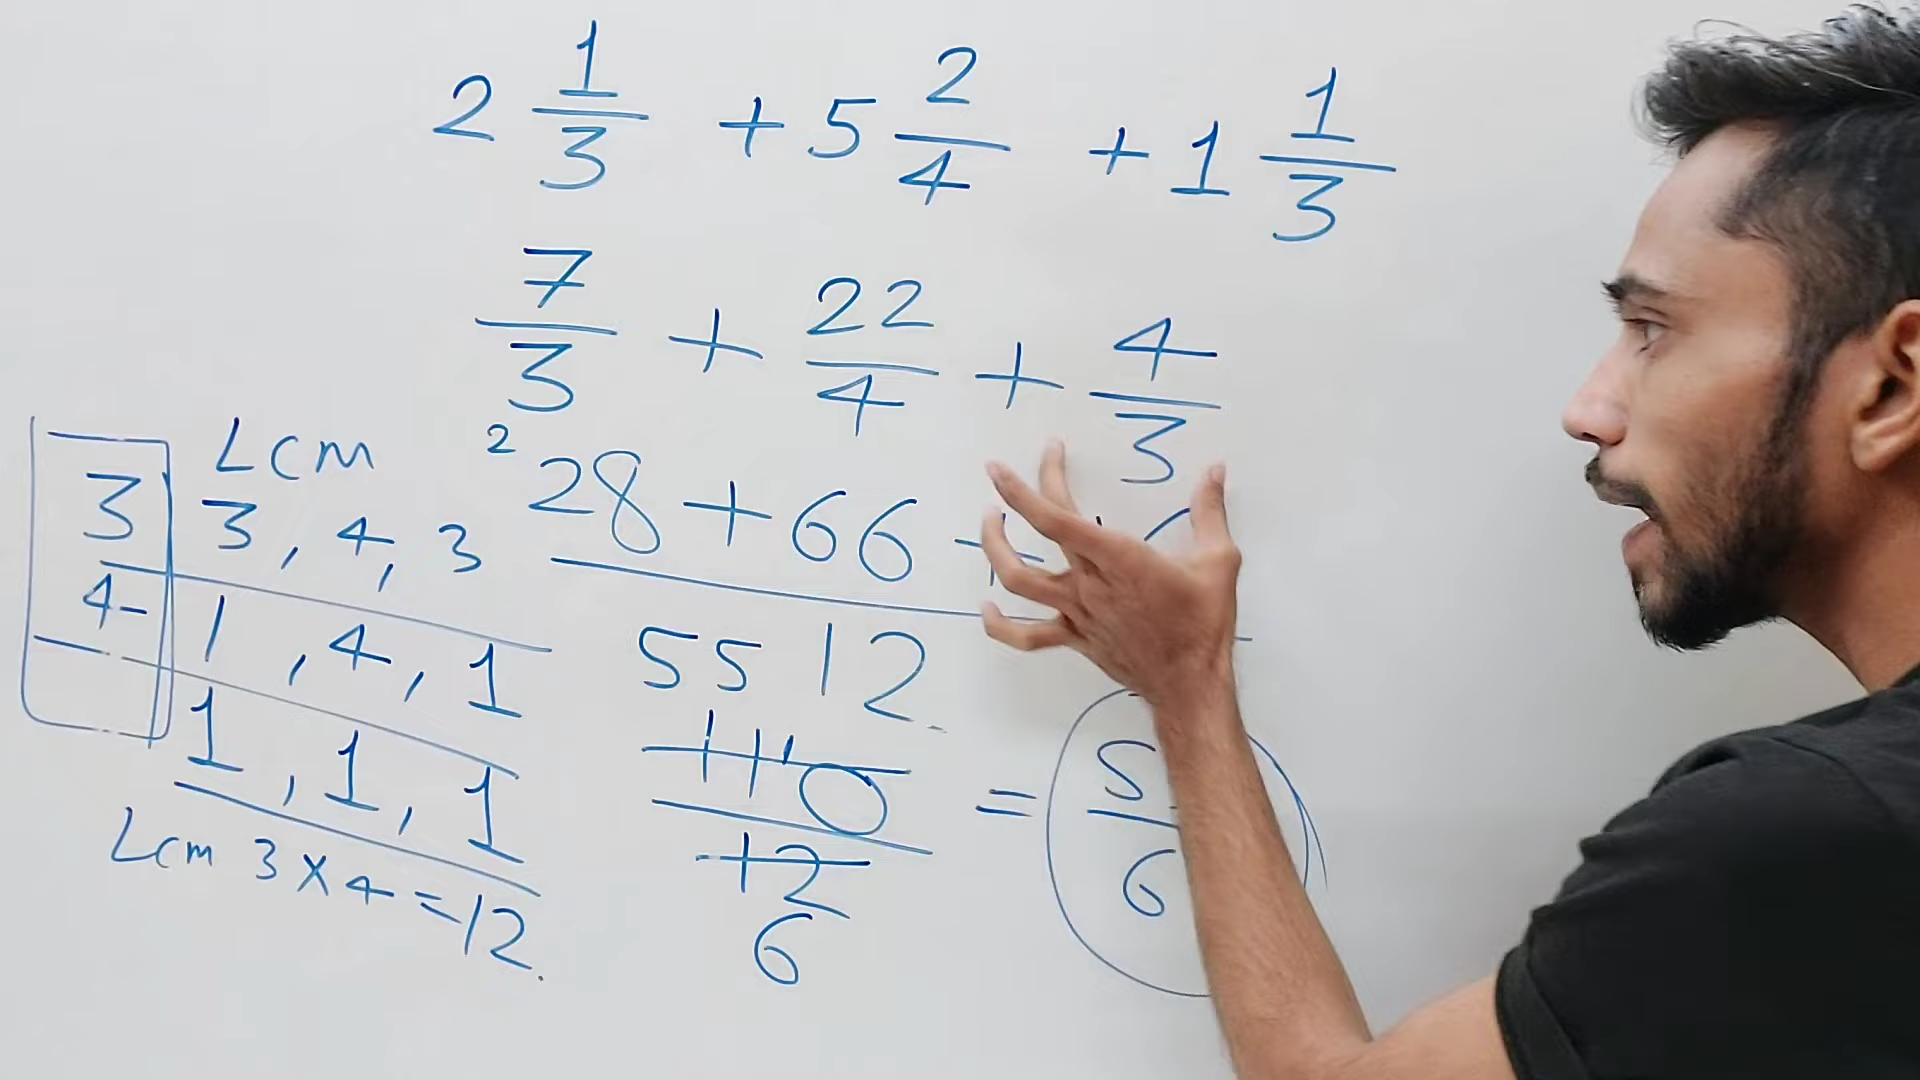 2 1/3 + 5 2/4 + 1 1/3
7/3 + 22/4 + 4/3
Lcm
3 3, 4, 3
4 1, 4, 1
1, 1, 1
Lcm 3 x 4 = 12.
2
28 + 66 +
12
55
110/12 =
6